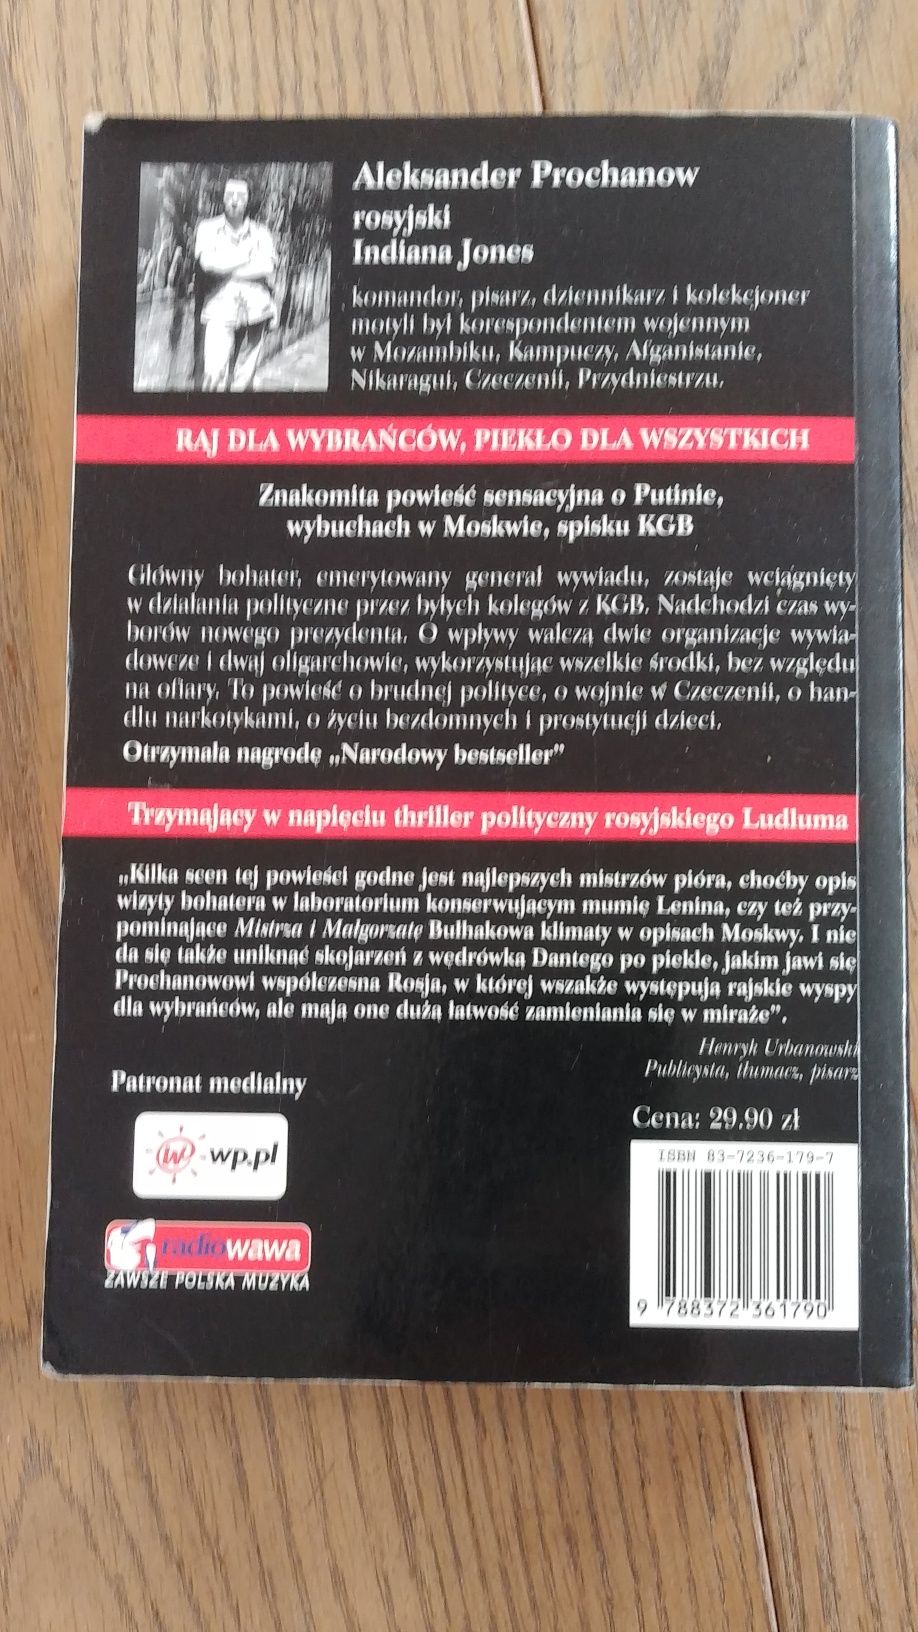 Aleksander Prochanow
rosyjski
Indiana Jones
komandor, pisarz, dziennikarz i kolekcjoner
motyli był korespondentem wojennym
w Mozambiku, Kampuczy, Afganistanie,
Nikaragui, Czeczenii, Przydniestrzu.
RAJ DLA WYBRAŃCÓW, PIEKŁO DLA WSZYSTKICH
Znakomita powieść sensacyjna o Putinie,
wybuchach w Moskwie, spisku KGB
Główny bohater, emerytowany generał wywiadu, zostaje wciągnięty
w działania polityczne przez byłych kolegów z KGB. Nadchodzi czas wy-
borów nowego prezydenta. O wpływy walczą dwie organizacje wywia-
dowcze i dwaj oligarchowie, wykorzystując wszelkie środki, bez względu
na ofiary. To powieść o brudnej polityce, o wojnie w Czeczenii, o han-
dlu narkotykami, o życiu bezdomnych i prostytucji dzieci.
Otrzymała nagrodę „Narodowy bestseller”
Trzymający w napięciu thriller polityczny rosyjskiego Ludluma
„Kilka scen tej powieści godne jest najlepszych mistrzów pióra, choćby opis
wizyty bohatera w laboratorium konserwującym mumię Lenina, czy też przy-
pominające Mistrza i Małgorzatę Bułhakowa klimaty w opisach Moskwy. I nie
da się także uniknąć skojarzeń z wędrówką Dantego po piekle, jakim jawi się
Prochanowowi współczesna Rosja, w której wszakże występują rajskie wyspy
dla wybrańców, ale mają one dużą łatwość zamieniania się w miraże”.
Henryk Urbanowski
Publicysta, tłumacz, pisarz
Patronat medialny
Cena: 29.90 zł
w wp.pl
ISBN 83-7236-179-7
radiowawa
ZAWSZE POLSKA MUZYKA
9 788372 361790